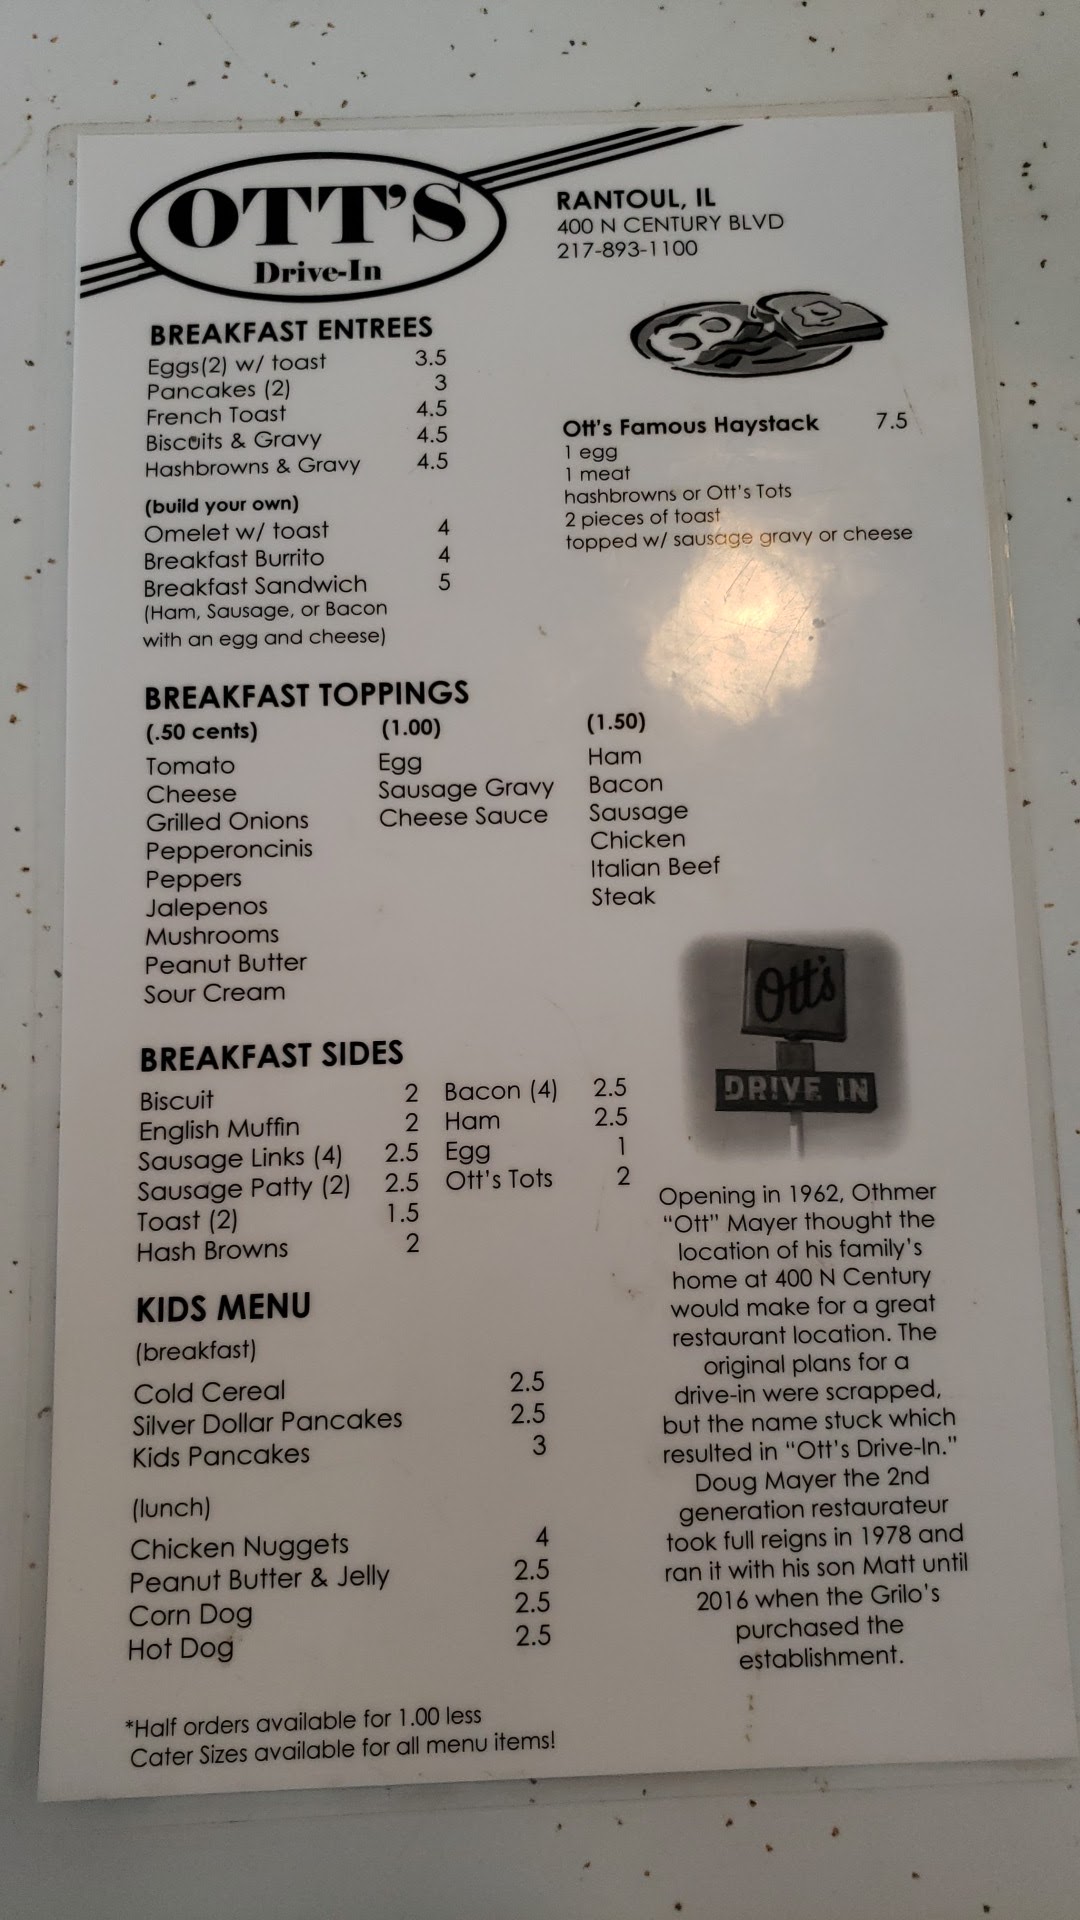 OTT'S
Drive-In
RANTOUL, IL
400 N CENTURY BLVD
217-893-1100
BREAKFAST ENTREES
Eggs(2) w/ toast 3.5
Pancakes (2) 3
French Toast 4.5
Biscuits & Gravy 4.5
Hashbrowns & Gravy 4.5
(build your own)
Omelet w/ toast 4
Breakfast Burrito 4
Breakfast Sandwich 5
(Ham, Sausage, or Bacon
with an egg and cheese)
Ott's Famous Haystack 7.5
1 egg
1 meat
hashbrowns or Ott's Tots
2 pieces of toast
topped w/ sausage gravy or cheese
BREAKFAST TOPPINGS
(.50 cents)
Tomato
Cheese
Grilled Onions
Pepperoncinis
Peppers
Jalepenos
Mushrooms
Peanut Butter
Sour Cream
(1.00)
Egg
Sausage Gravy
Cheese Sauce
(1.50)
Ham
Bacon
Sausage
Chicken
Italian Beef
Steak
BREAKFAST SIDES
Biscuit 2
English Muffin 2
Sausage Links (4) 2.5
Sausage Patty (2) 2.5
Toast (2) 1.5
Hash Browns 2
Bacon (4) 2.5
Ham 2.5
Egg 1
Ott's Tots 2
KIDS MENU
(breakfast)
Cold Cereal 2.5
Silver Dollar Pancakes 2.5
Kids Pancakes 3
(lunch)
Chicken Nuggets 4
Peanut Butter & Jelly 2.5
Corn Dog 2.5
Hot Dog 2.5
*Half orders available for 1.00 less
Cater Sizes available for all menu items!
Ott's
DRIVE IN
Opening in 1962, Othmer
"Ott" Mayer thought the
location of his family's
home at 400 N Century
would make for a great
restaurant location. The
original plans for a
drive-in were scrapped,
but the name stuck which
resulted in "Ott's Drive-In."
Doug Mayer the 2nd
generation restaurateur
took full reigns in 1978 and
ran it with his son Matt until
2016 when the Grilo's
purchased the
establishment.